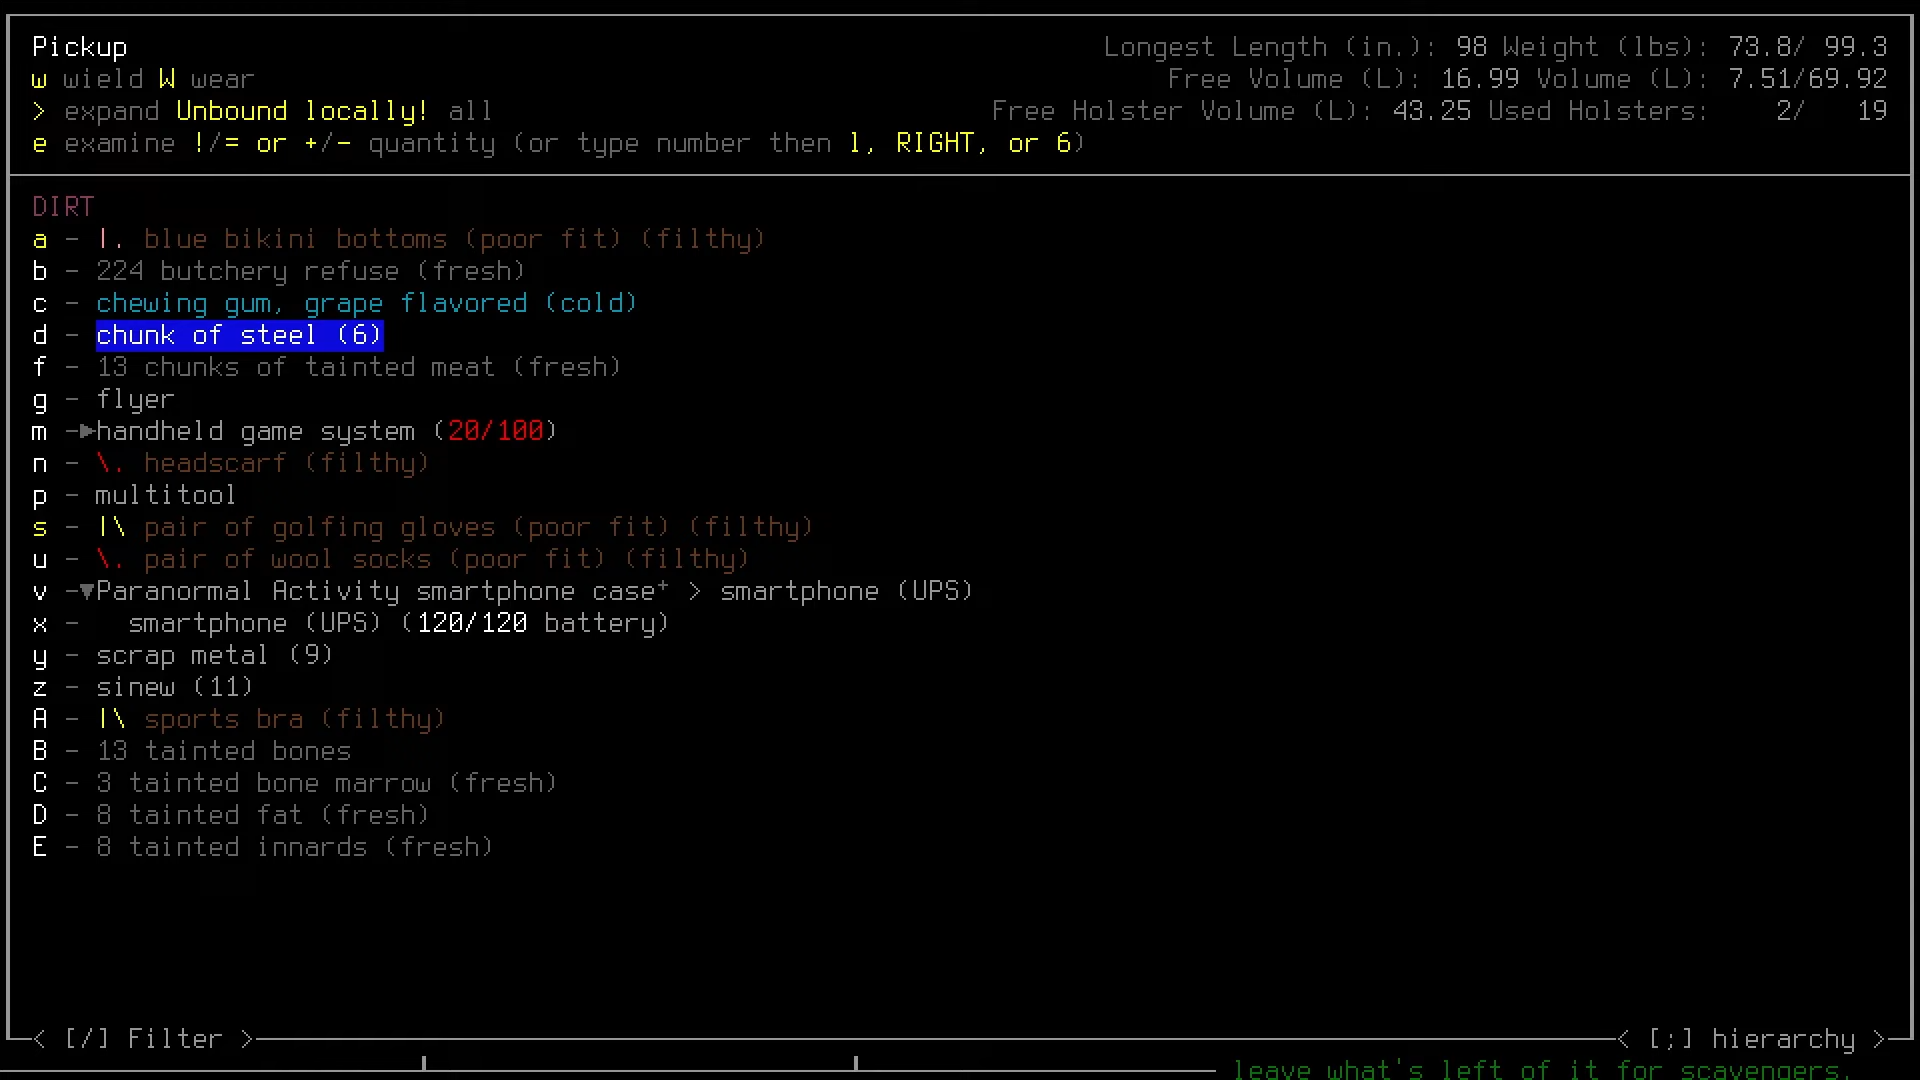 Pickup Longest Length (in.): 98 Weight (lbs): 73.8/ 99.3
w wield W wear Free Volume (L): 16.99 Volume (L): 7.51/69.92
> expand Unbound locally! all Free Holster Volume (L): 43.25 Used Holsters: 2/ 19
e examine !/= or +/- quantity (or type number then l, RIGHT, or 6)
DIRT
a - |. blue bikini bottoms (poor fit) (filthy)
b - 224 butchery refuse (fresh)
c - chewing gum, grape flavored (cold)
d - chunk of steel (6)
f - 13 chunks of tainted meat (fresh)
g - flyer
m -▶handheld game system (20/100)
n - \. headscarf (filthy)
p - multitool
s - |\ pair of golfing gloves (poor fit) (filthy)
u - \. pair of wool socks (poor fit) (filthy)
v -▼Paranormal Activity smartphone case⁺ > smartphone (UPS)
x - smartphone (UPS) (120/120 battery)
y - scrap metal (9)
z - sinew (11)
A - |\ sports bra (filthy)
B - 13 tainted bones
C - 3 tainted bone marrow (fresh)
D - 8 tainted fat (fresh)
E - 8 tainted innards (fresh)
< [/] Filter > < [;] hierarchy >
leave what's left of it for scavengers.